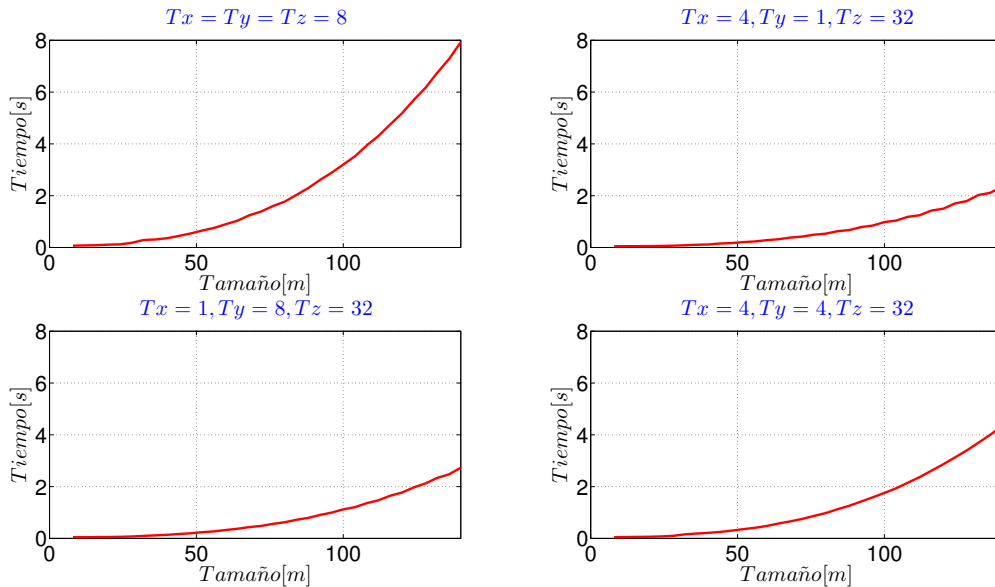 Tx = Ty = Tz = 8
8
6
4
2
0
Tiempo[s]
0
50
100
Tamaño[m]
Tx = 4, Ty = 1, Tz = 32
8
6
4
2
0
Tiempo[s]
0
50
100
Tamaño[m]
Tx = 1, Ty = 8, Tz = 32
8
6
4
2
0
Tiempo[s]
0
50
100
Tamaño[m]
Tx = 4, Ty = 4, Tz = 32
8
6
4
2
0
Tiempo[s]
0
50
100
Tamaño[m]